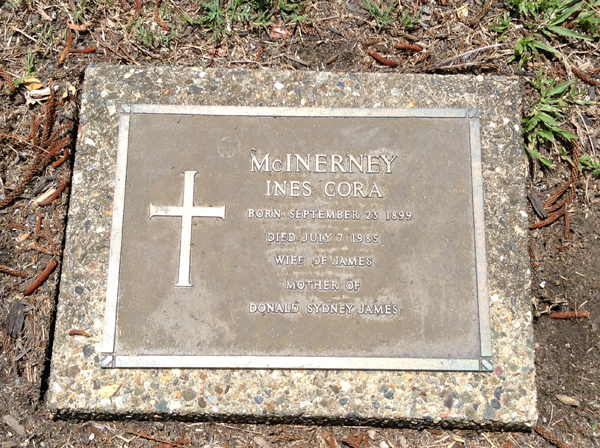 McINERNEY
INES CORA
BORN SEPTEMBER 23 1899
DIED JULY 7 1985
WIFE OF JAMES
MOTHER OF
DONALD SYDNEY JAMES